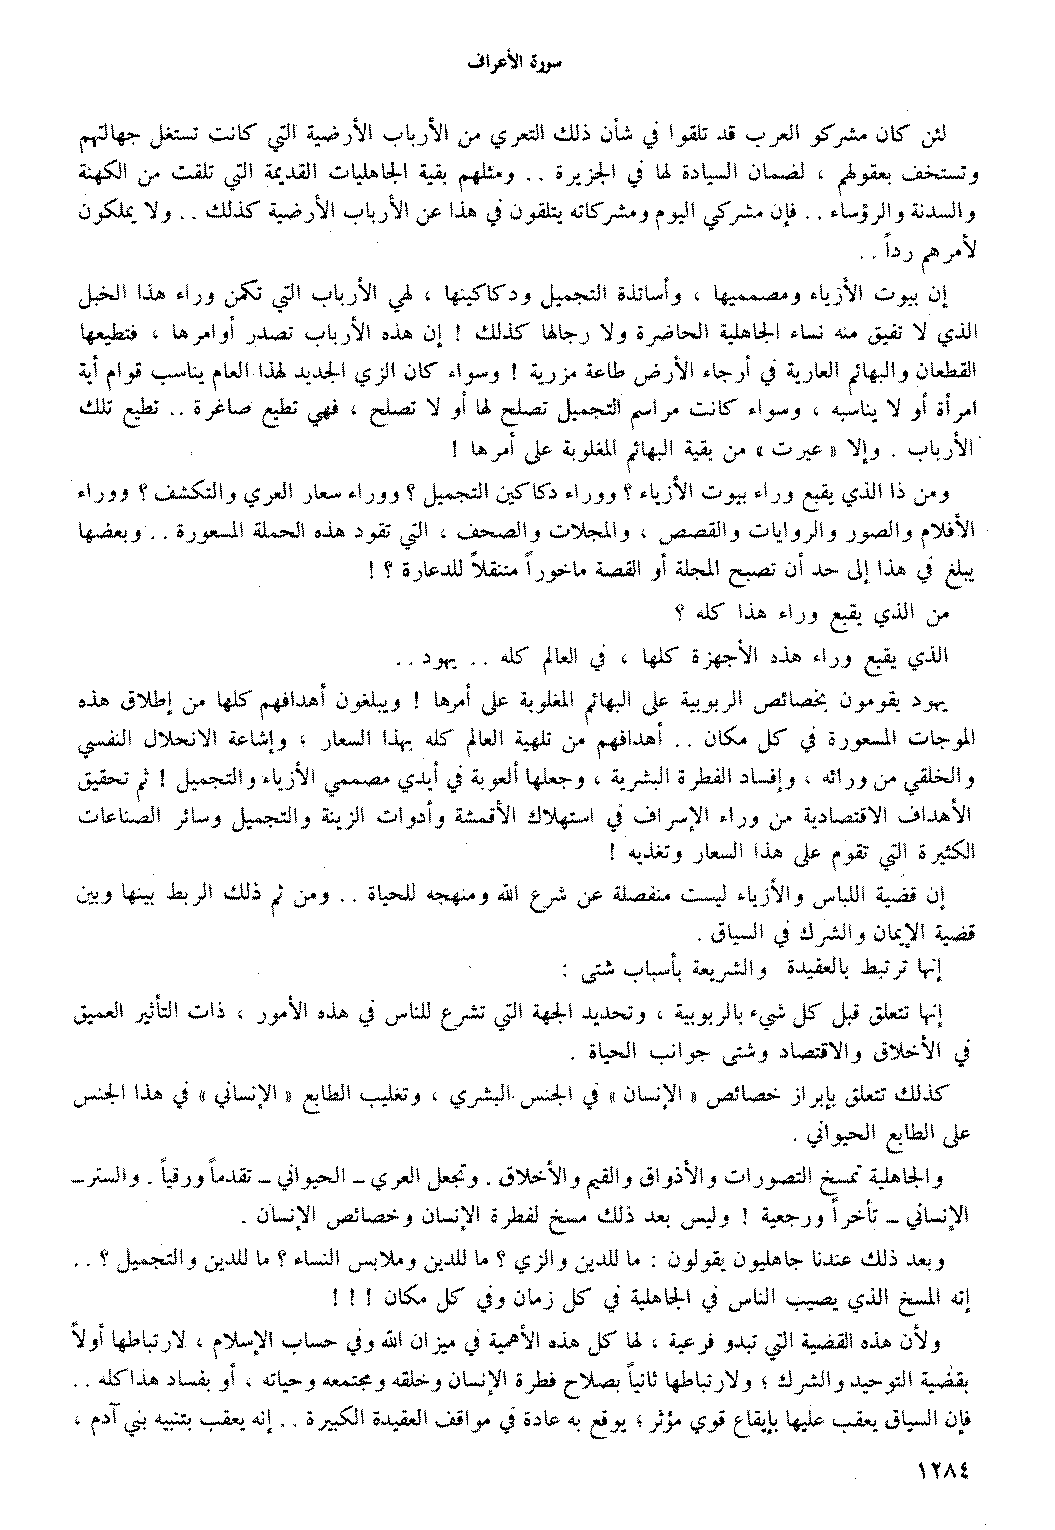 سورة الأعراف
لئن كان مشركو العرب قد تلقوا في شأن ذلك التعري من الأرباب الأرضية التي كانت تستغل جهالتهم
وتستخف بعقولهم ، لضمان السيادة لها في الجزيرة .. ومثلهم بقية الجاهليات القديمة التي تلقت من الكهنة
والسدنة والرؤساء .. فإن مشركي اليوم ومشركاته يتلقون في هذا عن الأرباب الأرضية كذلك .. ولا يملكون
لأمرهم رداً ..
إن بيوت الأزياء ومصمميها ، وأساتذة التجميل ودكاكينها ، لهي الأرباب التي تكمن وراء هذا الخبل
الذي لا تفيق منه نساء الجاهلية الحاضرة ولا رجالها كذلك ! إن هذه الأرباب تصدر أوامرها ، فتطيعها
القطعان والبهائم العارية في أرجاء الأرض طاعة مزرية ! وسواء كان الزي الجديد لهذا العام يناسب قوام أية
امرأة أو لا يناسبه ، وسواء كانت مراسم التجميل تصلح لها أو لا تصلح ، فهي تطيع صاغرة .. تطيع تلك
الأرباب . وإلا « عيرت » من بقية البهائم المغلوبة على أمرها !
ومن ذا الذي يقبع وراء بيوت الأزياء ؟ ووراء دكاكين التجميل ؟ ووراء سعار العري والتكشف ؟ ووراء
الأفلام والصور والروايات والقصص ، والمجلات والصحف ، التي تقود هذه الحملة المسعورة .. وبعضها
يبلغ في هذا إلى حد أن تصبح المجلة أو القصة ماخوراً متنقلاً للدعارة ؟ !
من الذي يقبع وراء هذا كله ؟
الذي يقبع وراء هذه الأجهزة كلها ، في العالم كله .. يهود ..
يهود يقومون بخصائص الربوبية على البهائم المغلوبة على أمرها ! ويبلغون أهدافهم كلها من إطلاق هذه
الموجات المسعورة في كل مكان .. أهدافهم من تلهية العالم كله بهذا السعار ؛ وإشاعة الانحلال النفسي
والخلقي من ورائه ، وإفساد الفطرة البشرية ، وجعلها ألعوبة في أيدي مصممي الأزياء والتجميل ! ثم تحقيق
الأهداف الاقتصادية من وراء الإسراف في استهلاك الأقمشة وأدوات الزينة والتجميل وسائر الصناعات
الكثيرة التي تقوم على هذا السعار وتغذيه !
إن قضية اللباس والأزياء ليست منفصلة عن شرع الله ومنهجه للحياة .. ومن ثم ذلك الربط بينها وبين
قضية الإيمان والشرك في السياق .
إنها ترتبط بالعقيدة والشريعة بأسباب شتى :
إنها تتعلق قبل كل شيء بالربوبية ، وتحديد الجهة التي تشرع للناس في هذه الأمور ، ذات التأثير العميق
في الأخلاق والاقتصاد وشتى جوانب الحياة .
كذلك تتعلق بإبراز خصائص « الإنسان » في الجنس البشري ، وتغليب الطابع « الإنساني » في هذا الجنس
على الطابع الحيواني .
والجاهلية تمسخ التصورات والأذواق والقيم والأخلاق . وتجعل العري – الحيواني – تقدماً ورقياً . والستر –
الإنساني – تأخراً ورجعية ! وليس بعد ذلك مسخ لفطرة الإنسان وخصائص الإنسان .
وبعد ذلك عندنا جاهليون يقولون : ما للدين والزي ؟ ما للدين وملابس النساء ؟ ما للدين والتجميل ؟ ..
إنه المسخ الذي يصيب الناس في الجاهلية في كل زمان وفي كل مكان ! ! !
ولأن هذه القضية التي تبدو فرعية ، لها كل هذه الأهمية في ميزان الله وفي حساب الإسلام ، لارتباطها أولاً
بقضية التوحيد والشرك ؛ ولارتباطها ثانياً بصلاح فطرة الإنسان وخلقه ومجتمعه وحياته ، أو بفساد هذا كله ..
فإن السياق يعقب عليها بإيقاع قوي مؤثر ؛ يوقع به عادة في مواقف العقيدة الكبيرة .. إنه يعقب بتنبيه بني آدم ،
١٢٨٤